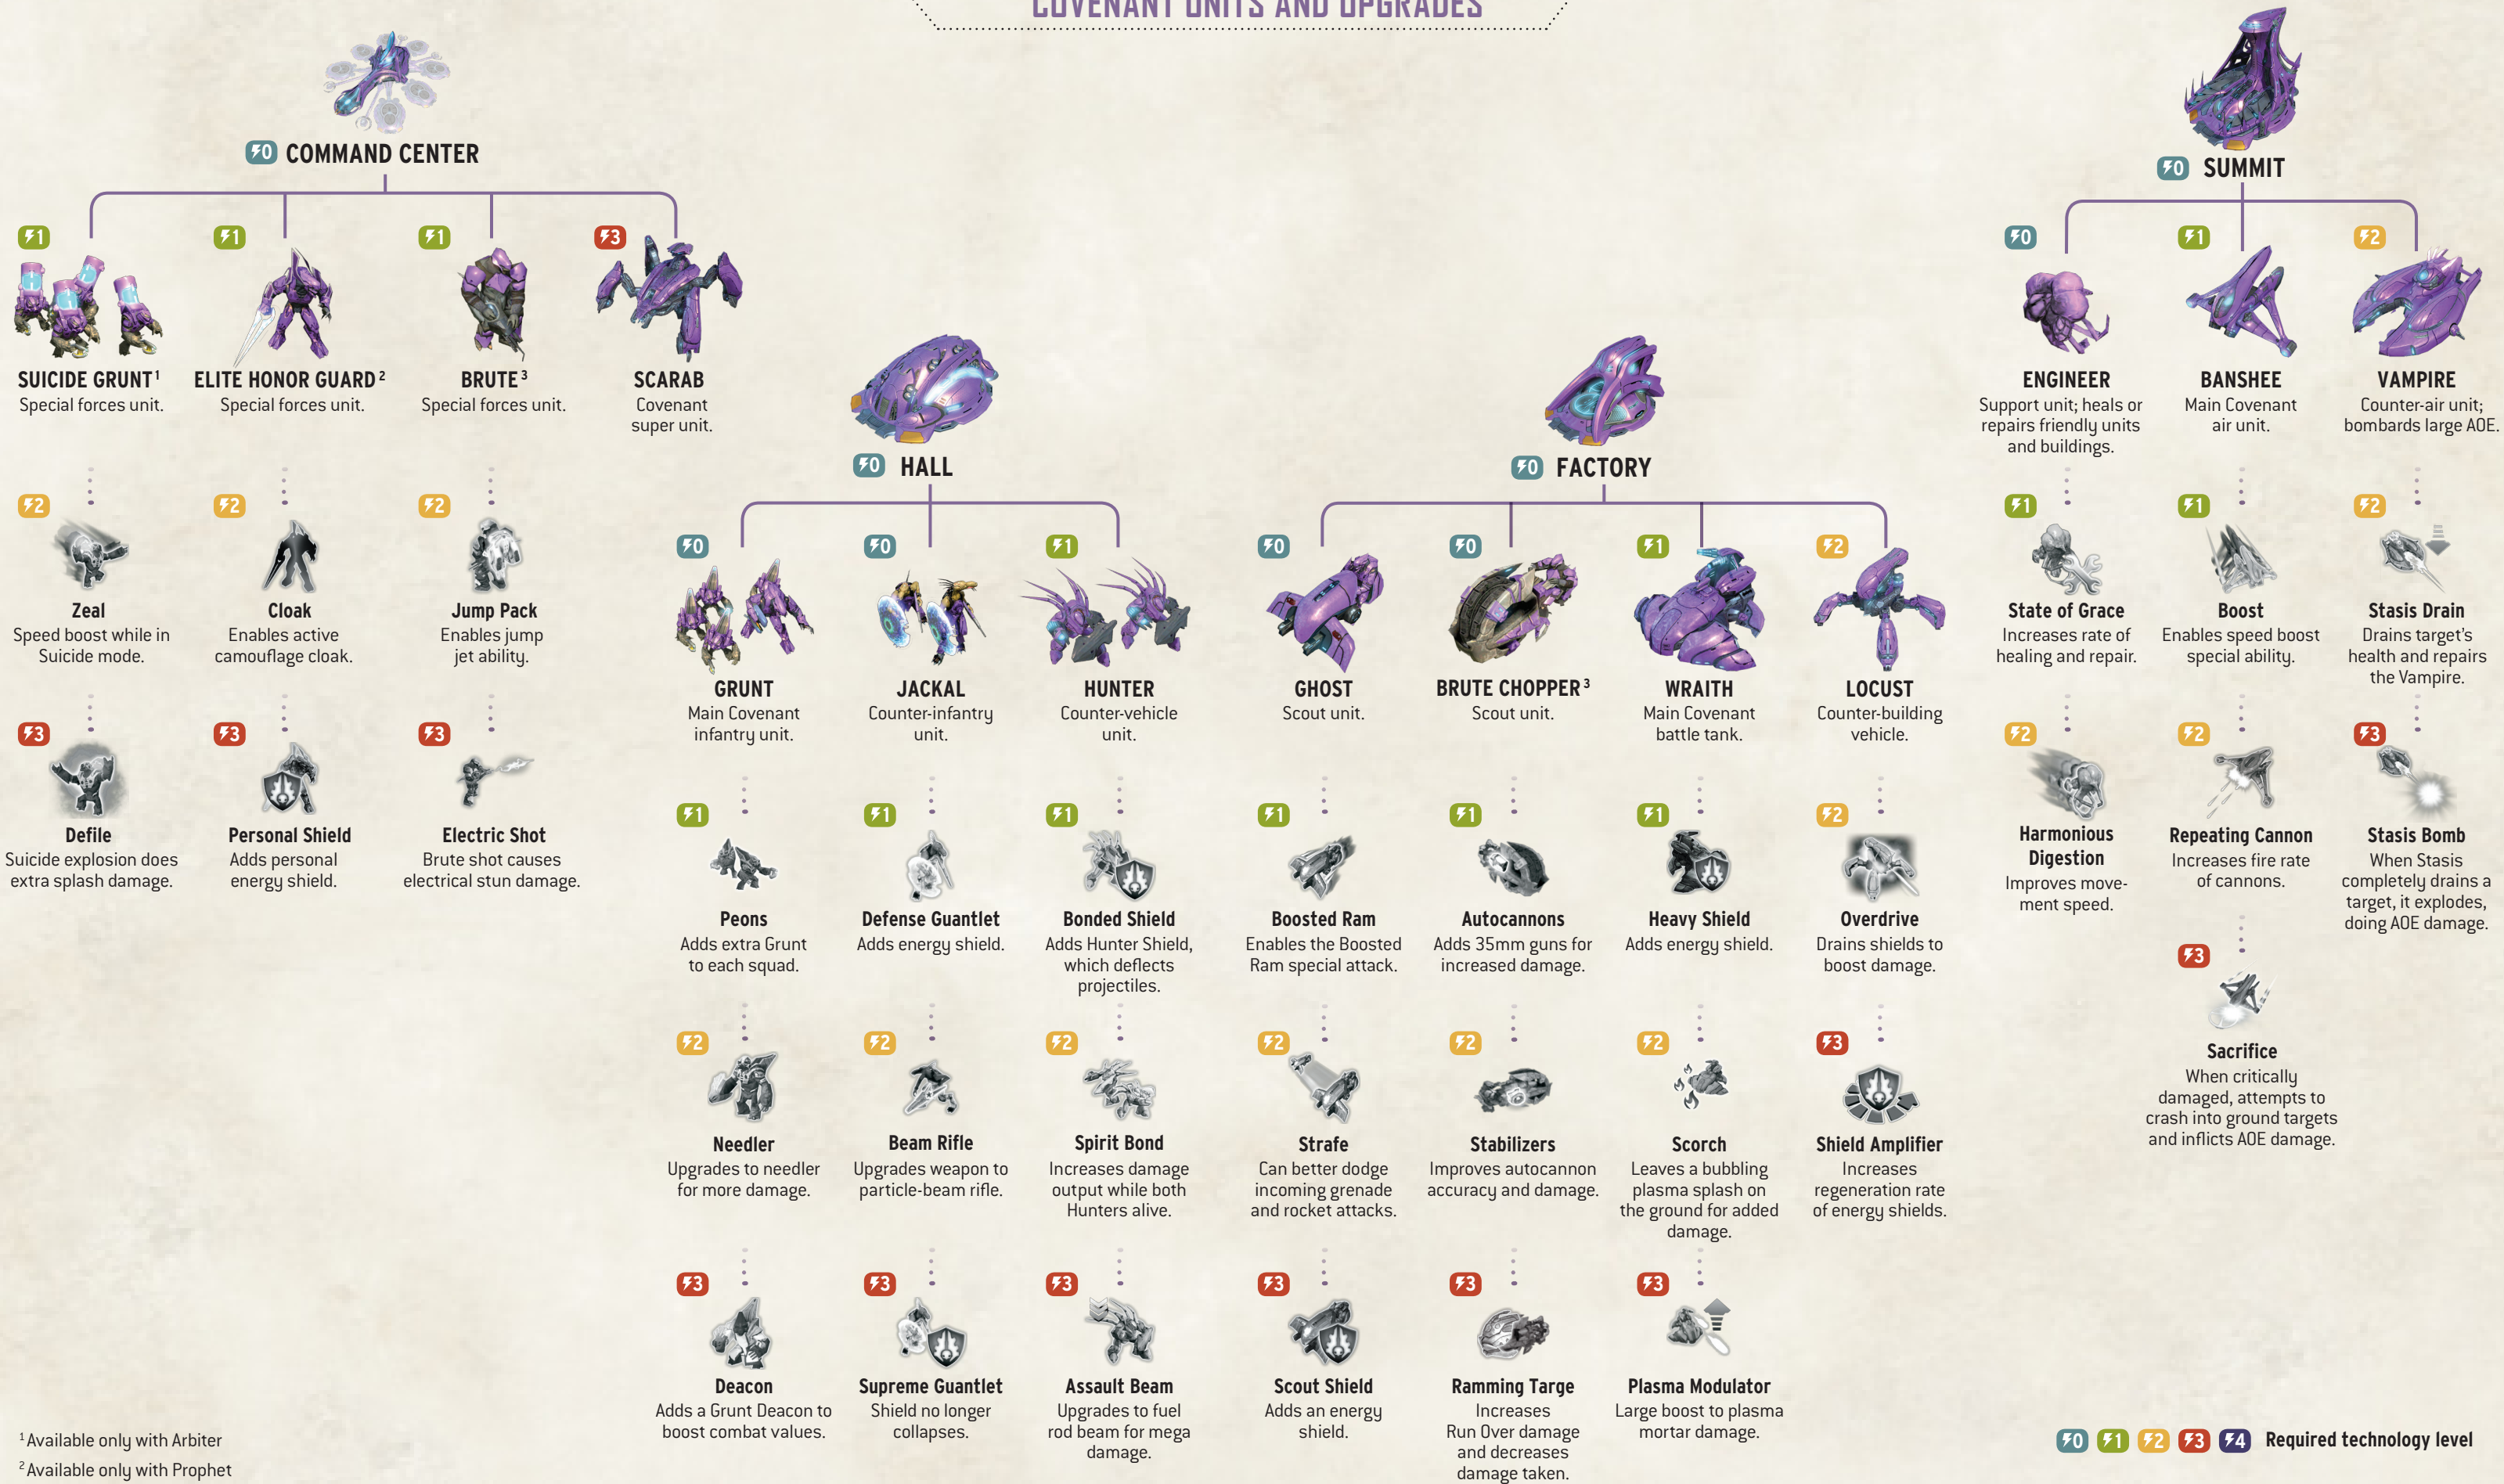 COVENANT UNITS AND UPGRADES
0 COMMAND CENTER
1
SUICIDE GRUNT¹
Special forces unit.
2
Zeal
Speed boost while in
Suicide mode.
3
Defile
Suicide explosion does
extra splash damage.
1
ELITE HONOR GUARD²
Special forces unit.
2
Cloak
Enables active
camouflage cloak.
3
Personal Shield
Adds personal
energy shield.
1
BRUTE³
Special forces unit.
2
Jump Pack
Enables jump
jet ability.
3
Electric Shot
Brute shot causes
electrical stun damage.
3
SCARAB
Covenant
super unit.
0 HALL
0
GRUNT
Main Covenant
infantry unit.
1
Peons
Adds extra Grunt
to each squad.
2
Needler
Upgrades to needler
for more damage.
3
Deacon
Adds a Grunt Deacon to
boost combat values.
0
JACKAL
Counter-infantry
unit.
1
Defense Guantlet
Adds energy shield.
2
Beam Rifle
Upgrades weapon to
particle-beam rifle.
3
Supreme Guantlet
Shield no longer
collapses.
1
HUNTER
Counter-vehicle
unit.
1
Bonded Shield
Adds Hunter Shield,
which deflects
projectiles.
2
Spirit Bond
Increases damage
output while both
Hunters alive.
3
Assault Beam
Upgrades to fuel
rod beam for mega
damage.
0 FACTORY
0
GHOST
Scout unit.
1
Boosted Ram
Enables the Boosted
Ram special attack.
2
Strafe
Can better dodge
incoming grenade
and rocket attacks.
3
Scout Shield
Adds an energy
shield.
0
BRUTE CHOPPER³
Scout unit.
1
Autocannons
Adds 35mm guns for
increased damage.
2
Stabilizers
Improves autocannon
accuracy and damage.
3
Ramming Targe
Increases
Run Over damage
and decreases
damage taken.
1
WRAITH
Main Covenant
battle tank.
1
Heavy Shield
Adds energy shield.
2
Scorch
Leaves a bubbling
plasma splash on
the ground for added
damage.
3
Plasma Modulator
Large boost to plasma
mortar damage.
2
LOCUST
Counter-building
vehicle.
2
Overdrive
Drains shields to
boost damage.
3
Shield Amplifier
Increases
regeneration rate
of energy shields.
0 SUMMIT
0
ENGINEER
Support unit; heals or
repairs friendly units
and buildings.
1
State of Grace
Increases rate of
healing and repair.
2
Harmonious
Digestion
Improves move-
ment speed.
1
BANSHEE
Main Covenant
air unit.
1
Boost
Enables speed boost
special ability.
2
Repeating Cannon
Increases fire rate
of cannons.
3
Sacrifice
When critically
damaged, attempts to
crash into ground targets
and inflicts AOE damage.
2
VAMPIRE
Counter-air unit;
bombards large AOE.
2
Stasis Drain
Drains target's
health and repairs
the Vampire.
3
Stasis Bomb
When Stasis
completely drains a
target, it explodes,
doing AOE damage.
¹ Available only with Arbiter
² Available only with Prophet
0 1 2 3 4 Required technology level